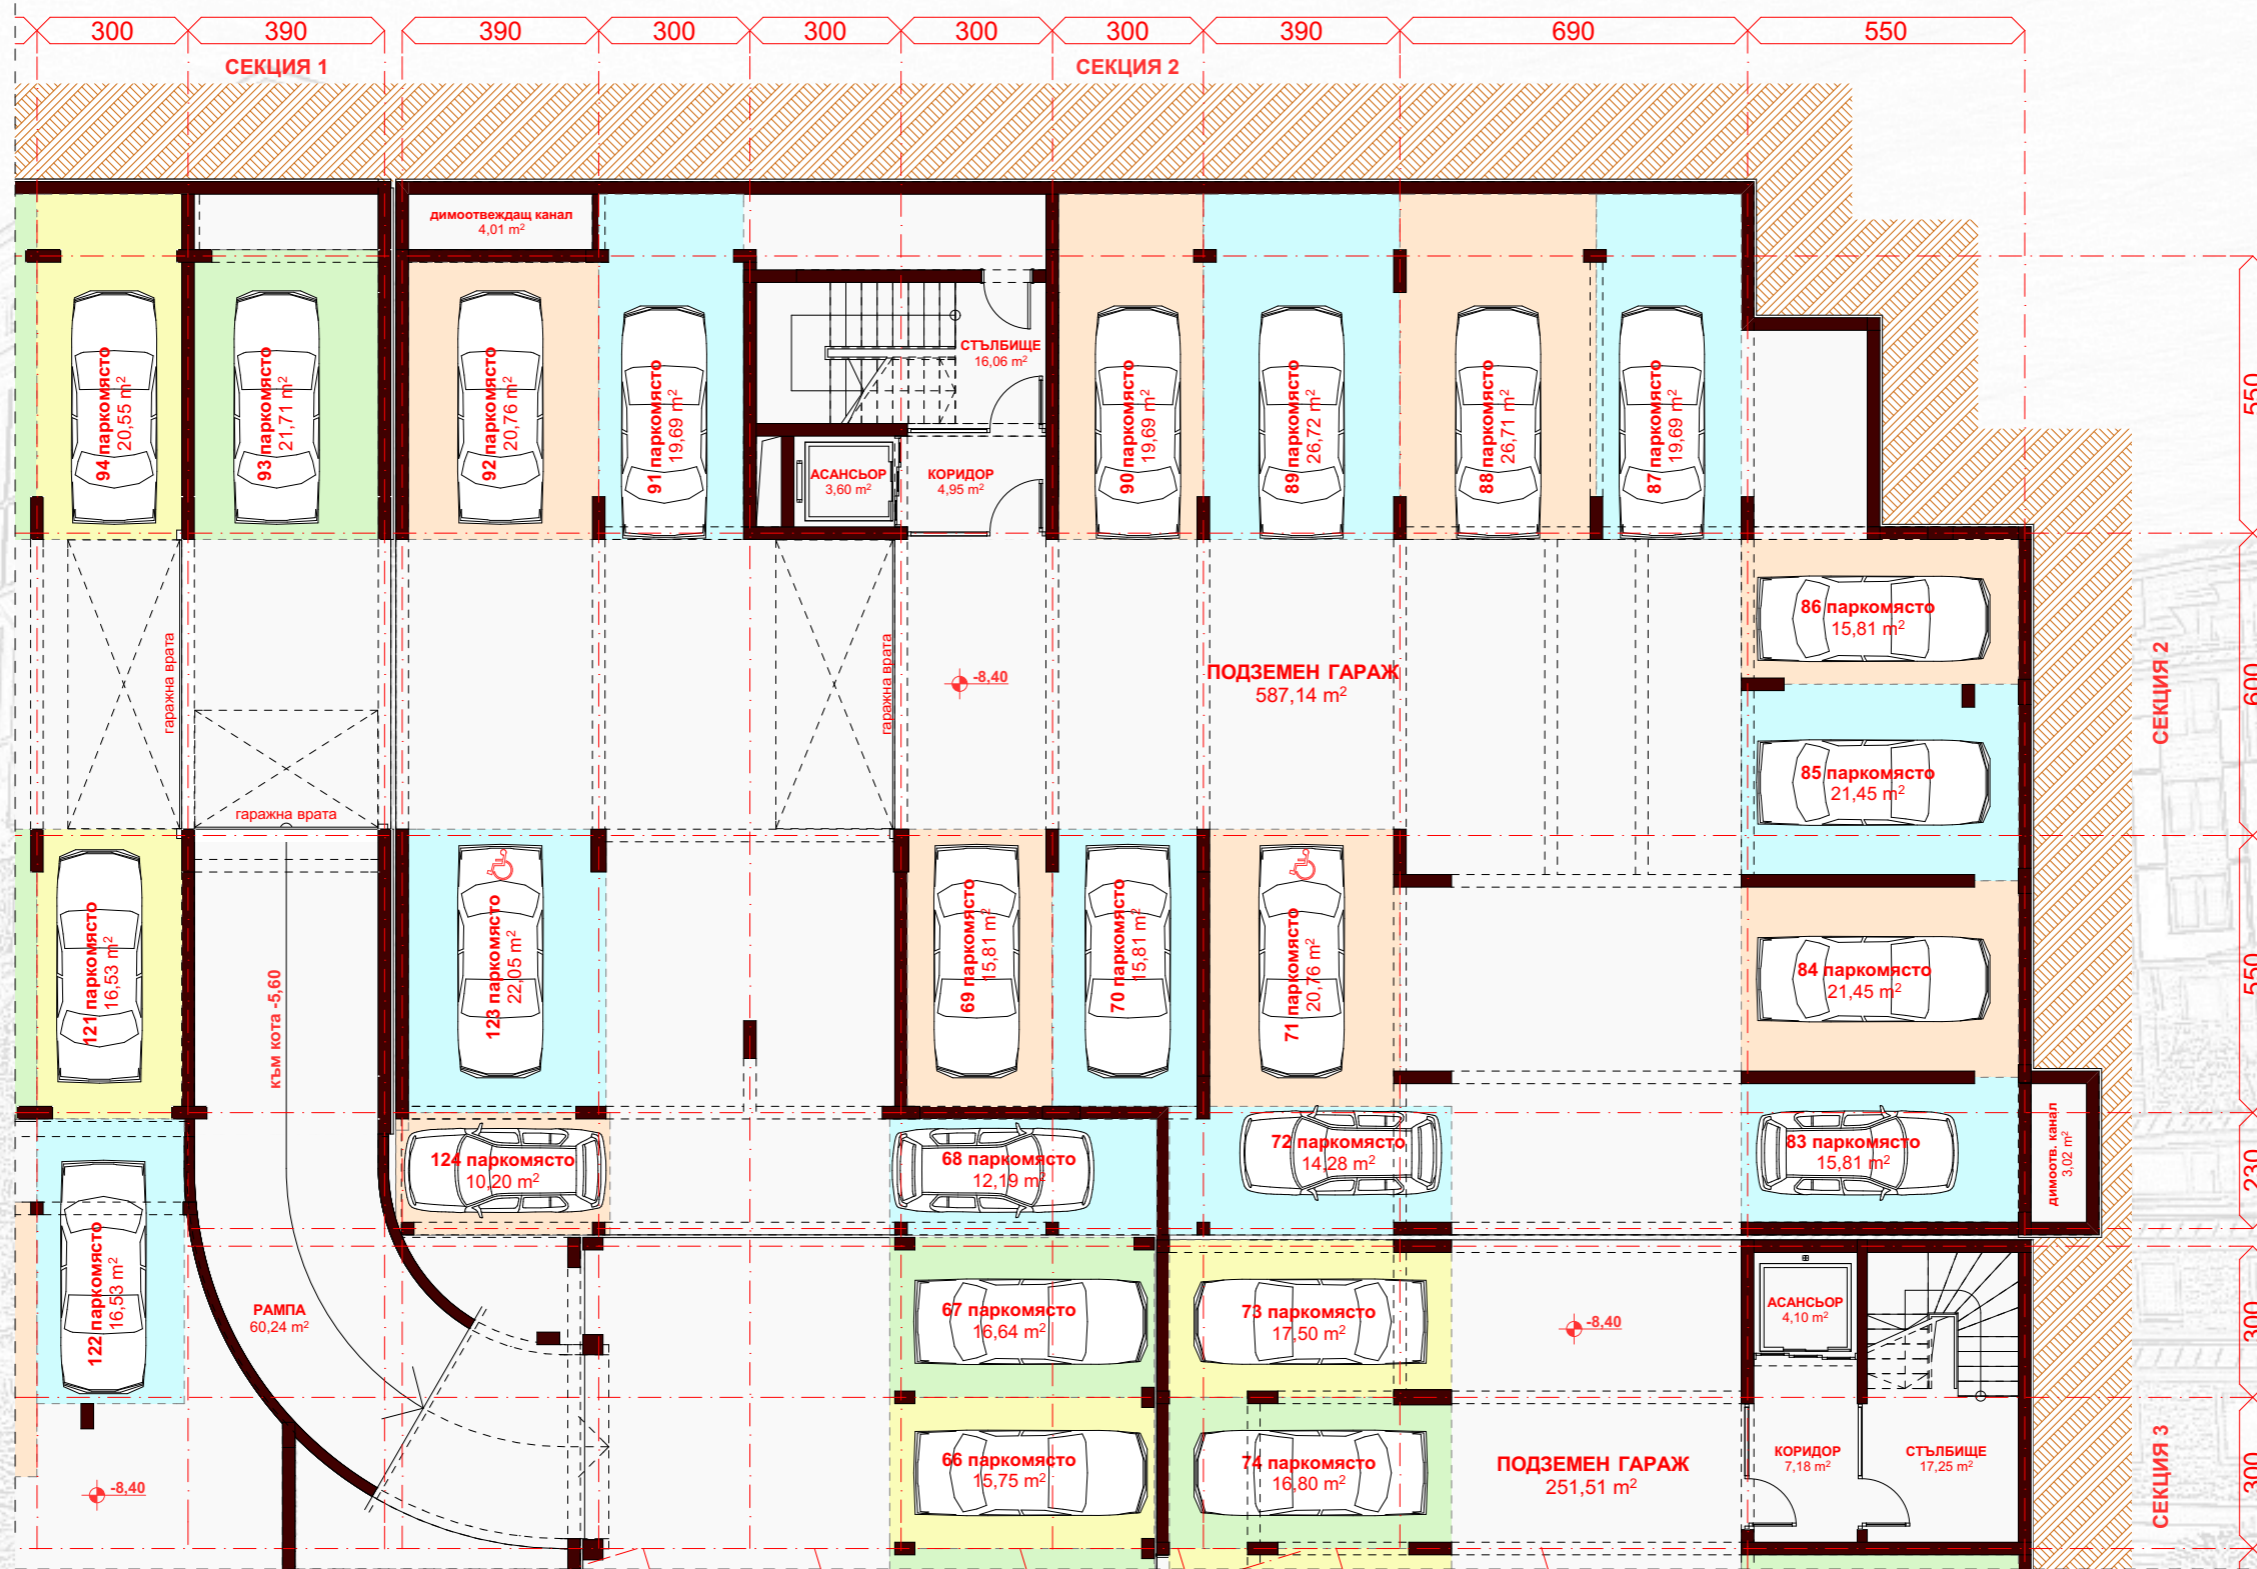 300
390
390
300
300
300
300
390
690
550
СЕКЦИЯ 1
СЕКЦИЯ 2
димоотвеждащ канал
4,01 m²
94 паркомясто
20,55 m²
93 паркомясто
21,71 m²
92 паркомясто
20,76 m²
91 паркомясто
19,69 m²
СТЪЛБИЩЕ
16,06 m²
АСАНСЬОР
3,60 m²
КОРИДОР
4,95 m²
90 паркомясто
19,69 m²
89 паркомясто
26,72 m²
88 паркомясто
26,71 m²
87 паркомясто
19,69 m²
550
86 паркомясто
15,81 m²
гаражна врата
гаражна врата
гаражна врата
-8,40
ПОДЗЕМЕН ГАРАЖ
587,14 m²
600
СЕКЦИЯ 2
85 паркомясто
21,45 m²
121 паркомясто
16,53 m²
към кота -5,60
123 паркомясто
22,05 m²
69 паркомясто
15,81 m²
70 паркомясто
15,81 m²
71 паркомясто
20,76 m²
84 паркомясто
21,45 m²
550
124 паркомясто
10,20 m²
68 паркомясто
12,19 m²
72 паркомясто
14,28 m²
83 паркомясто
15,81 m²
димоотв. канал
3,02 m²
230
122 паркомясто
16,53 m²
РАМПА
60,24 m²
67 паркомясто
16,64 m²
73 паркомясто
17,50 m²
-8,40
АСАНСЬОР
4,10 m²
300
66 паркомясто
15,75 m²
74 паркомясто
16,80 m²
ПОДЗЕМЕН ГАРАЖ
251,51 m²
КОРИДОР
7,18 m²
СТЪЛБИЩЕ
17,25 m²
300
СЕКЦИЯ 3
-8,40